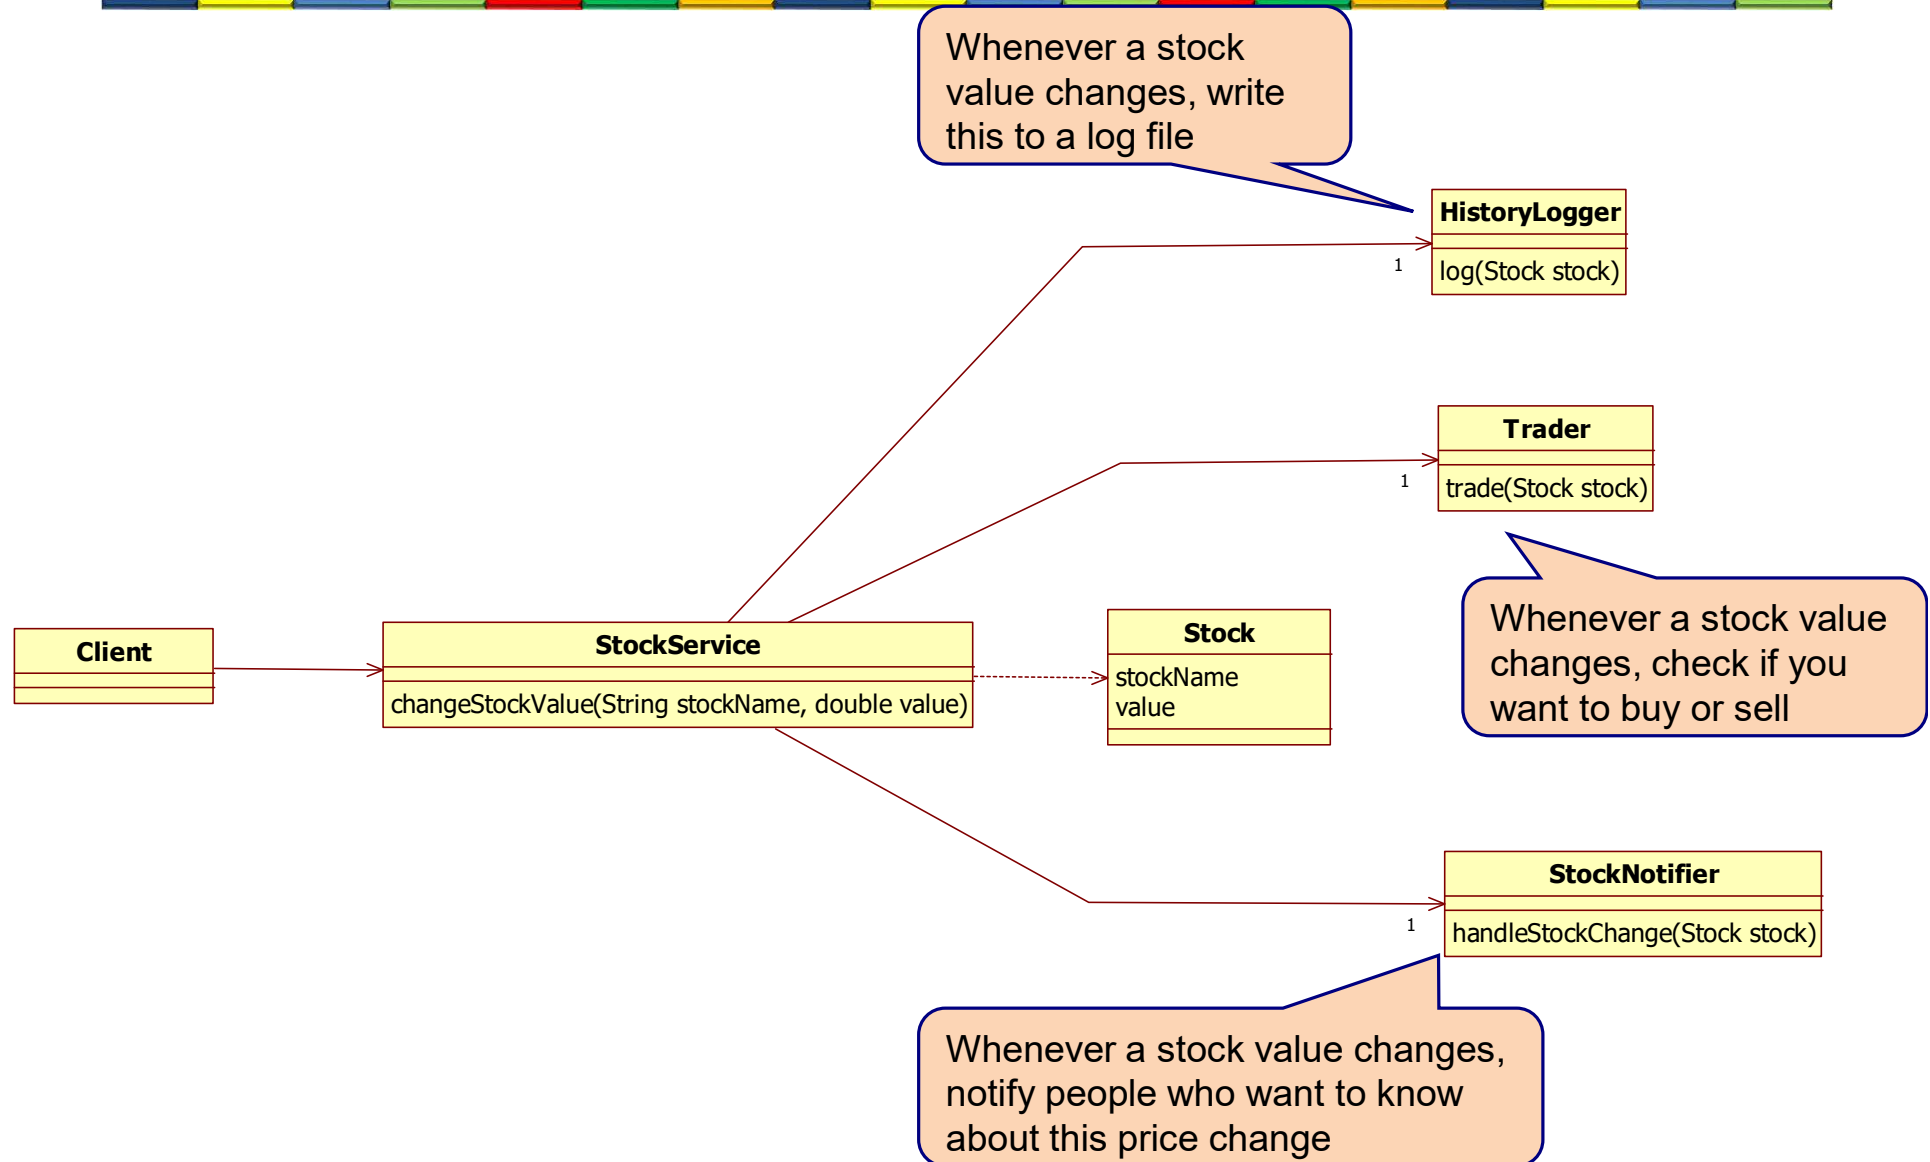 Whenever a stock
value changes, write
this to a log file
HistoryLogger
1
log(Stock stock)
Trader
1
trade(Stock stock)
Whenever a stock value
changes, check if you
want to buy or sell
Client
StockService
changeStockValue(String stockName, double value)
Stock
stockName
value
StockNotifier
1
handleStockChange(Stock stock)
Whenever a stock value changes,
notify people who want to know
about this price change